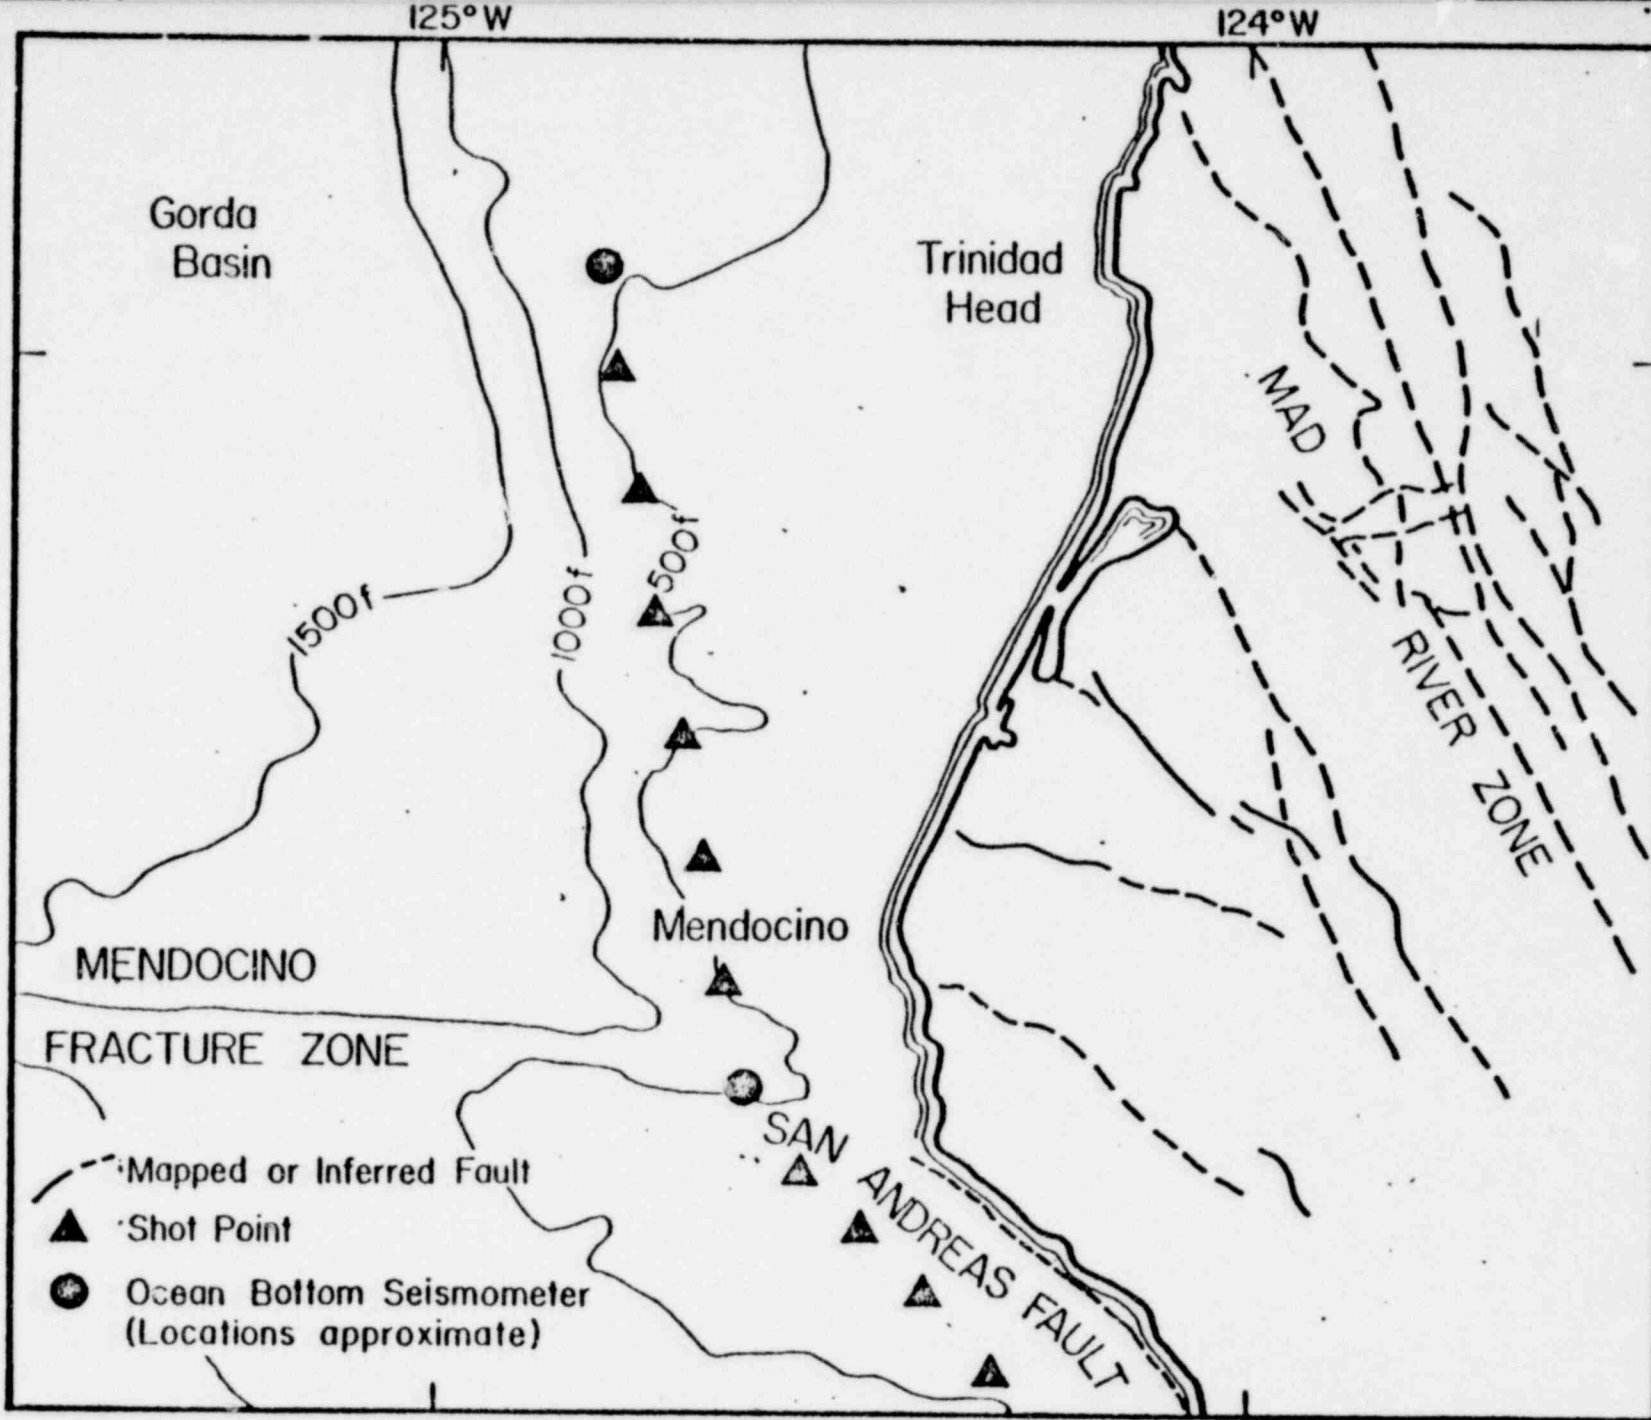 125°W
124°W
Gorda
Basin
Trinidad
Head
MAD
RIVER
ZONE
500f
1000f
1500f
Mendocino
MENDOCINO
FRACTURE ZONE
SAN ANDREAS FAULT
Mapped or Inferred Fault
Shot Point
Ocean Bottom Seismometer
(Locations approximate)